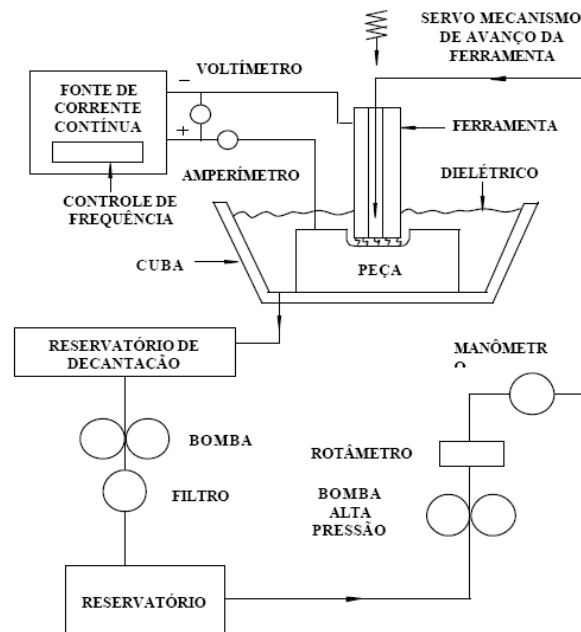 SERVO MECANISMO
DE AVANÇO DA
FERRAMENTA
−
VOLTÍMETRO
FONTE DE
CORRENTE
CONTÍNUA
+
FERRAMENTA
AMPERÍMETRO
DIELÉTRICO
CONTROLE DE
FREQUÊNCIA
CUBA
PEÇA
RESERVATÓRIO DE
DECANTAÇÃO
MANÔMETR
BOMBA
ROTÂMETRO
FILTRO
BOMBA
ALTA
PRESSÃO
RESERVATÓRIO